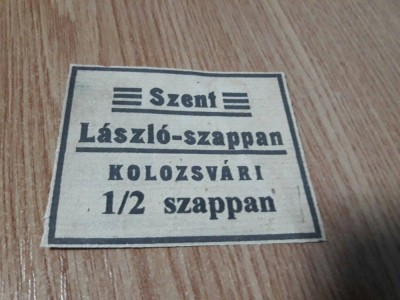 Szent
László-szappan
KOLOZSVÁRI
1/2 szappan